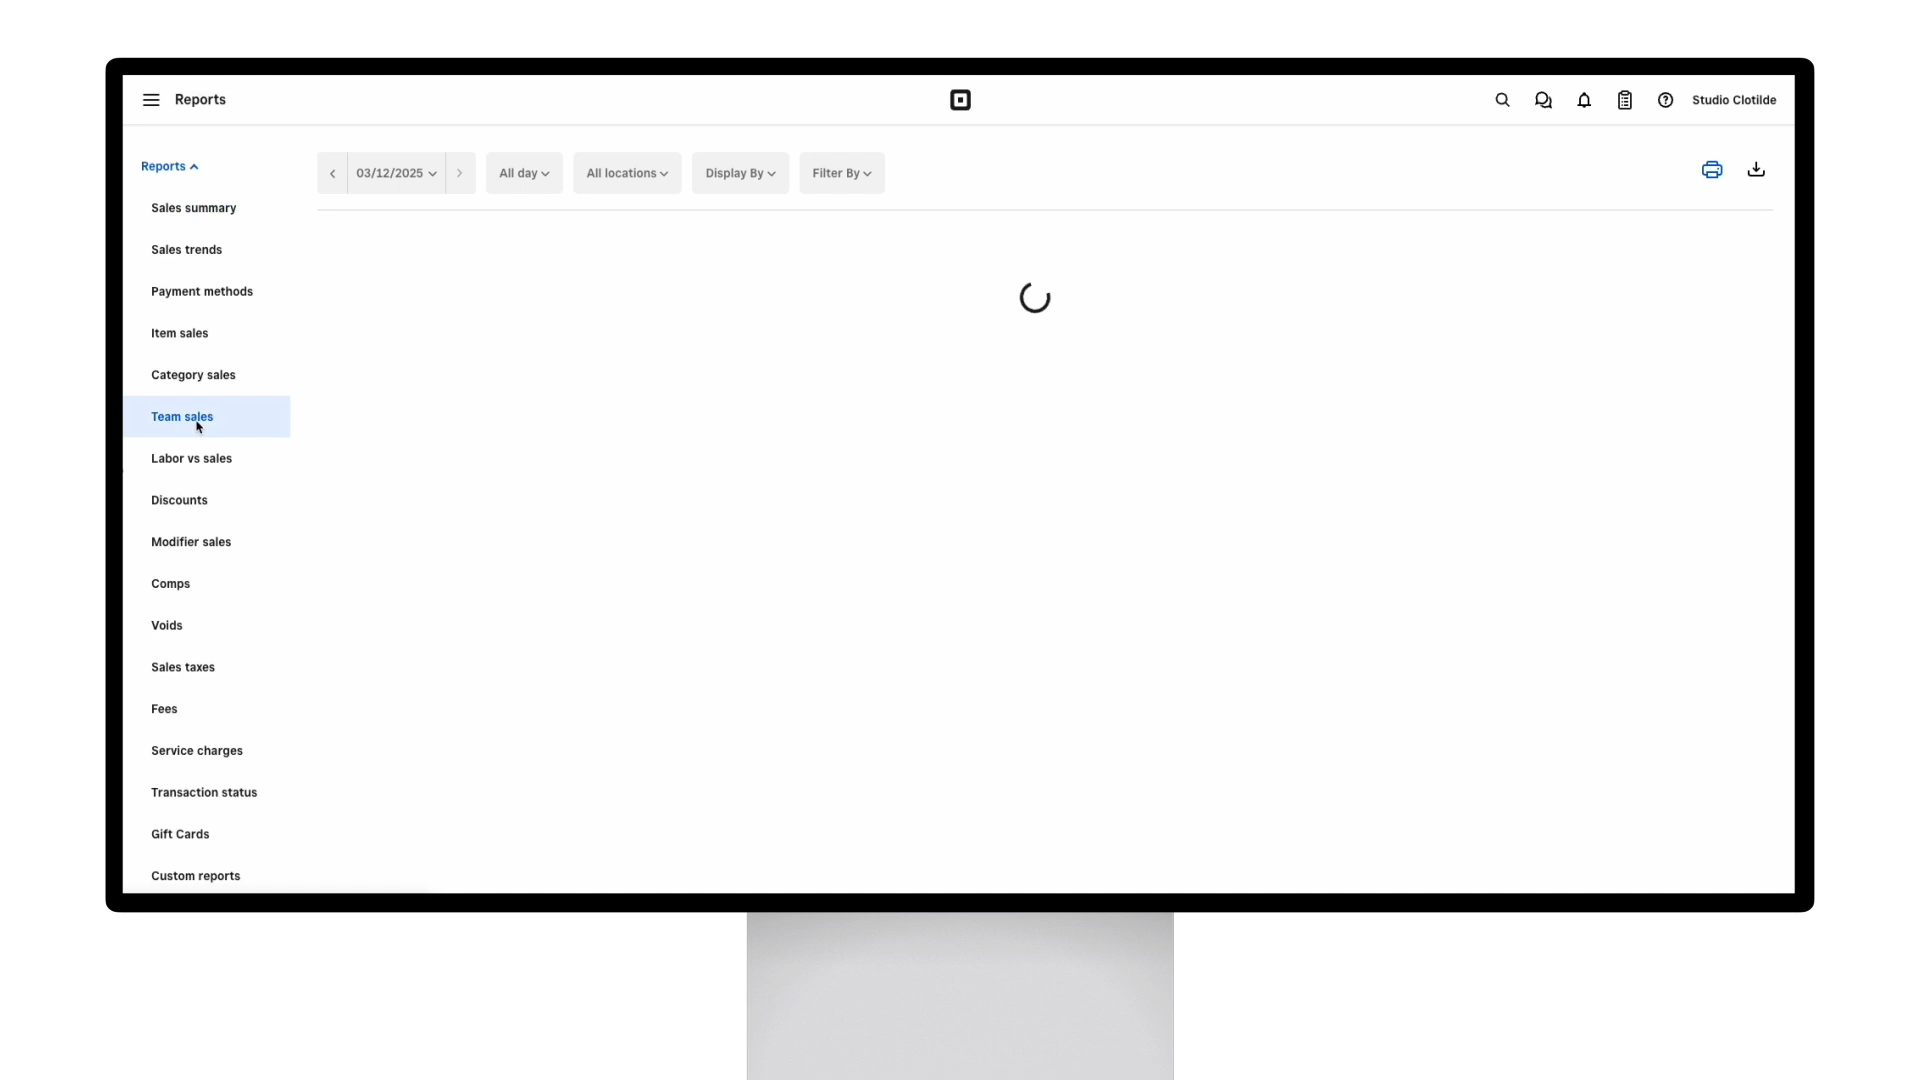 Reports
Studio Clotilde
Reports
03/12/2025
All day
All locations
Display By
Filter By
Sales summary
Sales trends
Payment methods
Item sales
Category sales
Team sales
Labor vs sales
Discounts
Modifier sales
Comps
Voids
Sales taxes
Fees
Service charges
Transaction status
Gift Cards
Custom reports